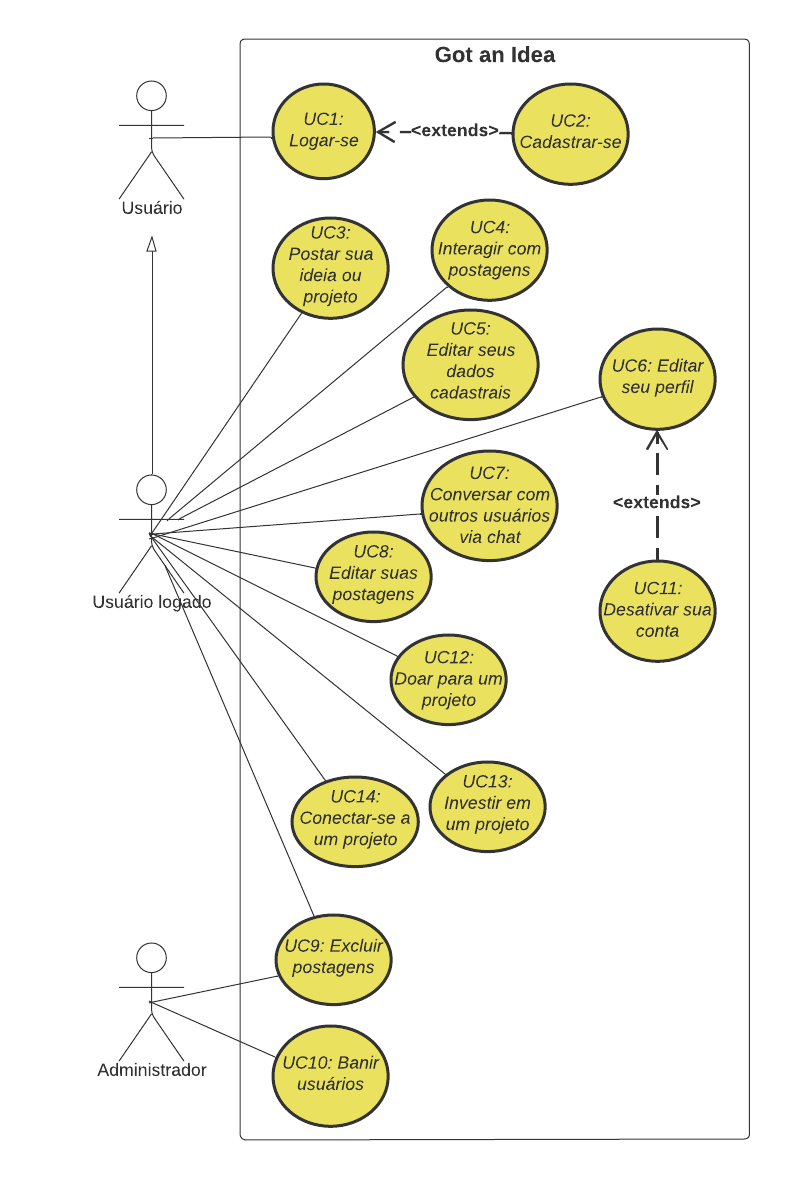 Got an Idea
UC1:
Logar-se
<extends>
UC2:
Cadastrar-se
Usuário
UC3:
Postar sua
ideia ou
projeto
UC4:
Interagir com
postagens
UC5:
Editar seus
dados
cadastrais
UC6: Editar
seu perfil
UC7:
Conversar com
outros usuários
via chat
<extends>
UC8:
Editar suas
postagens
Usuário logado
UC11:
Desativar sua
conta
UC12:
Doar para um
projeto
UC13:
Investir em
um projeto
UC14:
Conectar-se a
um projeto
UC9: Excluir
postagens
Administrador
UC10: Banir
usuários